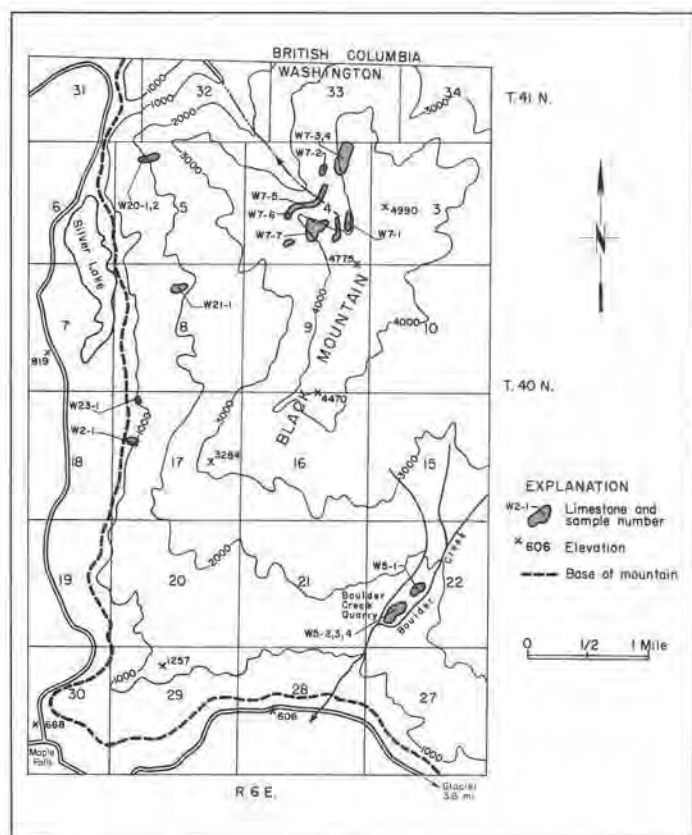 BRITISH COLUMBIA
WASHINGTON
31
32
33
34
T. 41 N.
1000
1000
2000
3000
3000
W7-3,4
W7-2
W20-1,2
W7-5
W7-6
W7-7
W7-1
6
5
4
3
4990
4775
Silver Lake
W21-1
7
8
9
10
4000
4000
819
BLACK MOUNTAIN
T. 40 N.
4470
W23-1
W2-1
1000
3000
3284
18
17
16
15
3000
EXPLANATION
W2-1
Limestone and
sample number
606 Elevation
Base of mountain
2000
19
20
21
22
W5-1
Boulder
Creek
Quarry
Boulder Creek
W5-2,3,4
0 1/2 1 Mile
1257
1000
30
29
28
27
668
606
1000
Maple
Falls
Glacier
3.8 mi.
R 6 E.